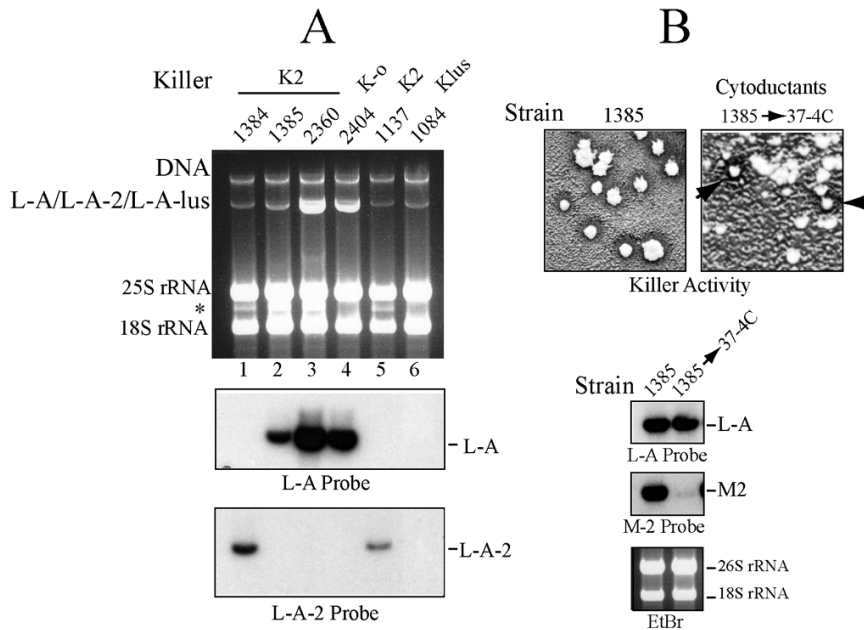 A
Killer K2 K-o K2 Klus
1384 1385 2360 2404 1137 1084
DNA
L-A/L-A-2/L-A-lus
25S rRNA
*
18S rRNA
1 2 3 4 5 6
L-A
L-A Probe
L-A-2
L-A-2 Probe
B
Cytoductants
Strain 1385 1385 37-4C
Killer Activity
37-4C
Strain 1385 1385
L-A
L-A Probe
M2
M-2 Probe
26S rRNA
18S rRNA
EtBr